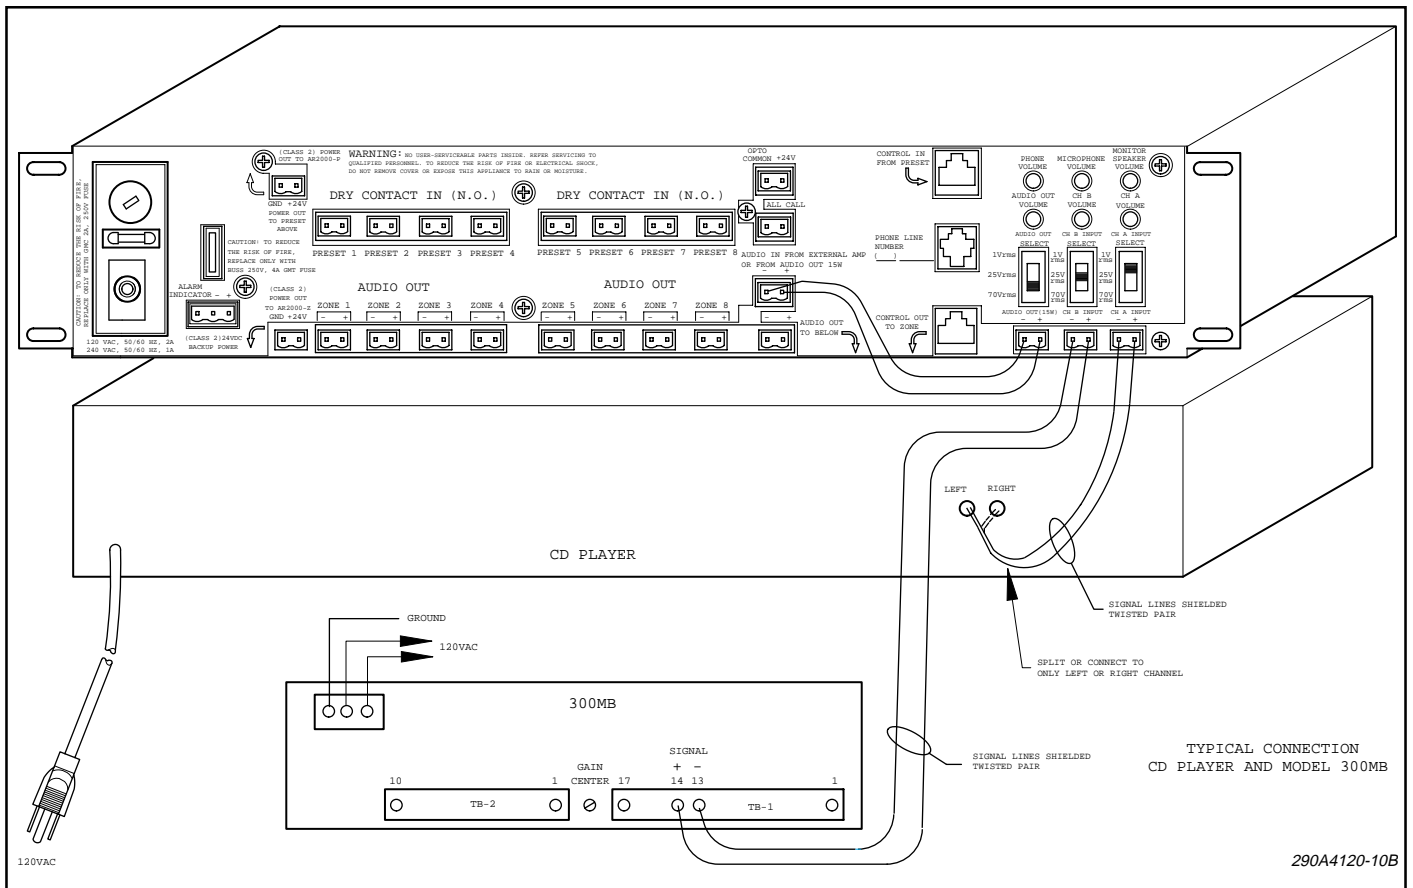 (CLASS 2) POWER
OUT TO AR2000-P
WARNING: NO USER-SERVICEABLE PARTS INSIDE. REFER SERVICING TO
QUALIFIED PERSONNEL. TO REDUCE THE RISK OF FIRE OR ELECTRICAL SHOCK,
DO NOT REMOVE COVER OR EXPOSE THIS APPLIANCE TO RAIN OR MOISTURE.
GND +24V
POWER OUT
TO PRESET
ABOVE
DRY CONTACT IN (N.O.)
DRY CONTACT IN (N.O.)
PRESET 1 PRESET 2 PRESET 3 PRESET 4
PRESET 5 PRESET 6 PRESET 7 PRESET 8
OPTO
COMMON +24V
ALL CALL
AUDIO IN FROM EXTERNAL AMP
OR FROM AUDIO OUT 15W
- +
CONTROL IN
FROM PRESET
PHONE LINE
NUMBER
( )
CONTROL OUT
TO ZONE
PHONE
VOLUME
MICROPHONE
VOLUME
MONITOR
SPEAKER
VOLUME
AUDIO OUT
VOLUME
CH B
VOLUME
CH A
VOLUME
AUDIO OUT
SELECT
CH B INPUT
SELECT
CH A INPUT
SELECT
1Vrms
25Vrms
70Vrms
1V
rms
25V
rms
70V
rms
1V
rms
25V
rms
70V
rms
AUDIO OUT(15W) CH B INPUT CH A INPUT
- + - + - +
CAUTION: TO REDUCE THE RISK OF FIRE,
REPLACE ONLY WITH GMC 2A, 250V FUSE
120 VAC, 50/60 HZ, 2A
240 VAC, 50/60 HZ, 1A
CAUTION: TO REDUCE
THE RISK OF FIRE,
REPLACE ONLY WITH
BUSS 250V, 4A GMT FUSE
ALARM
INDICATOR - +
(CLASS 2)24VDC
BACKUP POWER
(CLASS 2)
POWER OUT
TO AR2000-Z
GND +24V
AUDIO OUT
AUDIO OUT
ZONE 1 ZONE 2 ZONE 3 ZONE 4
- + - + - + - +
ZONE 5 ZONE 6 ZONE 7 ZONE 8
- + - + - + - +
- +
AUDIO OUT
TO BELOW
LEFT RIGHT
CD PLAYER
SIGNAL LINES SHIELDED
TWISTED PAIR
SPLIT OR CONNECT TO
ONLY LEFT OR RIGHT CHANNEL
GROUND
120VAC
300MB
SIGNAL
+ -
GAIN
10 1 CENTER 17 14 13 1
TB-2 TB-1
SIGNAL LINES SHIELDED
TWISTED PAIR
TYPICAL CONNECTION
CD PLAYER AND MODEL 300MB
120VAC
290A4120-10B